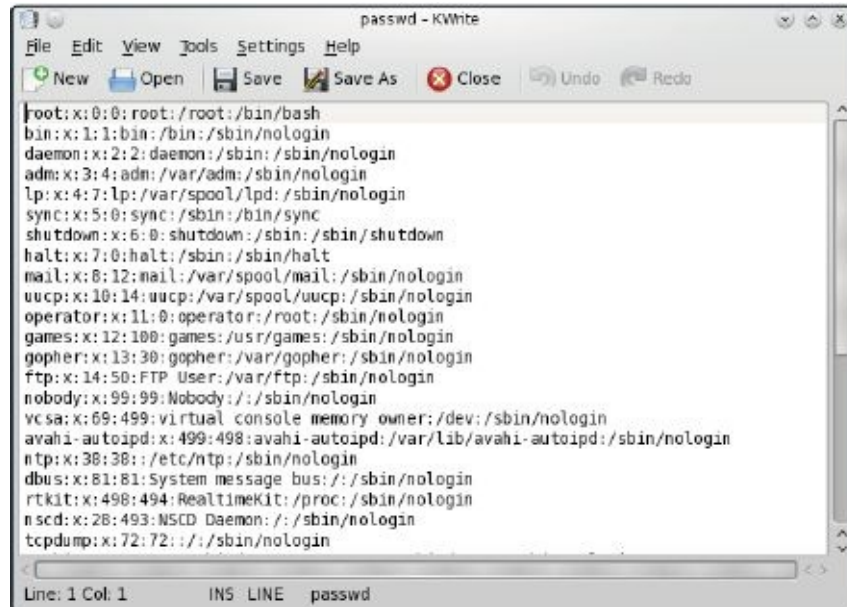 passwd – KWrite
File Edit View Tools Settings Help
New Open Save Save As Close Undo Redo
root:x:0:0:root:/root:/bin/bash
bin:x:1:1:bin:/bin:/sbin/nologin
daemon:x:2:2:daemon:/sbin:/sbin/nologin
adm:x:3:4:adm:/var/adm:/sbin/nologin
lp:x:4:7:lp:/var/spool/lpd:/sbin/nologin
sync:x:5:0:sync:/sbin:/bin/sync
shutdown:x:6:0:shutdown:/sbin:/sbin/shutdown
halt:x:7:0:halt:/sbin:/sbin/halt
mail:x:8:12:mail:/var/spool/mail:/sbin/nologin
uucp:x:10:14:uucp:/var/spool/uucp:/sbin/nologin
operator:x:11:0:operator:/root:/sbin/nologin
games:x:12:100:games:/usr/games:/sbin/nologin
gopher:x:13:30:gopher:/var/gopher:/sbin/nologin
ftp:x:14:50:FTP User:/var/ftp:/sbin/nologin
nobody:x:99:99:Nobody:/:/sbin/nologin
vcsa:x:69:499:virtual console memory owner:/dev:/sbin/nologin
avahi-autoipd:x:499:498:avahi-autoipd:/var/lib/avahi-autoipd:/sbin/nologin
ntp:x:38:38::/etc/ntp:/sbin/nologin
dbus:x:81:81:System message bus:/:/sbin/nologin
rtkit:x:498:494:RealtimeKit:/proc:/sbin/nologin
nscd:x:28:493:NSCD Daemon:/:/sbin/nologin
tcpdump:x:72:72::/:/sbin/nologin
Line: 1 Col: 1 INS LINE passwd